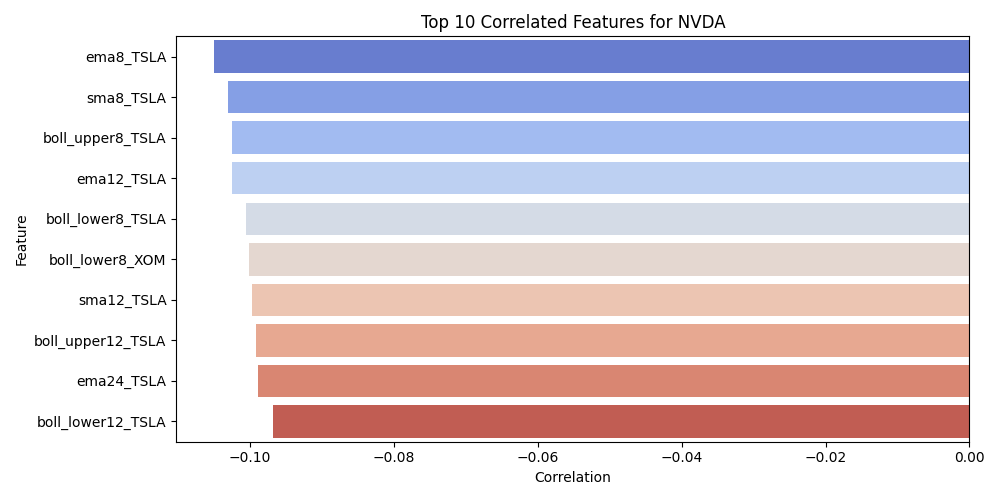 Top 10 Correlated Features for NVDA
Feature
ema8_TSLA
sma8_TSLA
boll_upper8_TSLA
ema12_TSLA
boll_lower8_TSLA
boll_lower8_XOM
sma12_TSLA
boll_upper12_TSLA
ema24_TSLA
boll_lower12_TSLA
−0.10 −0.08 −0.06 −0.04 −0.02 0.00
Correlation